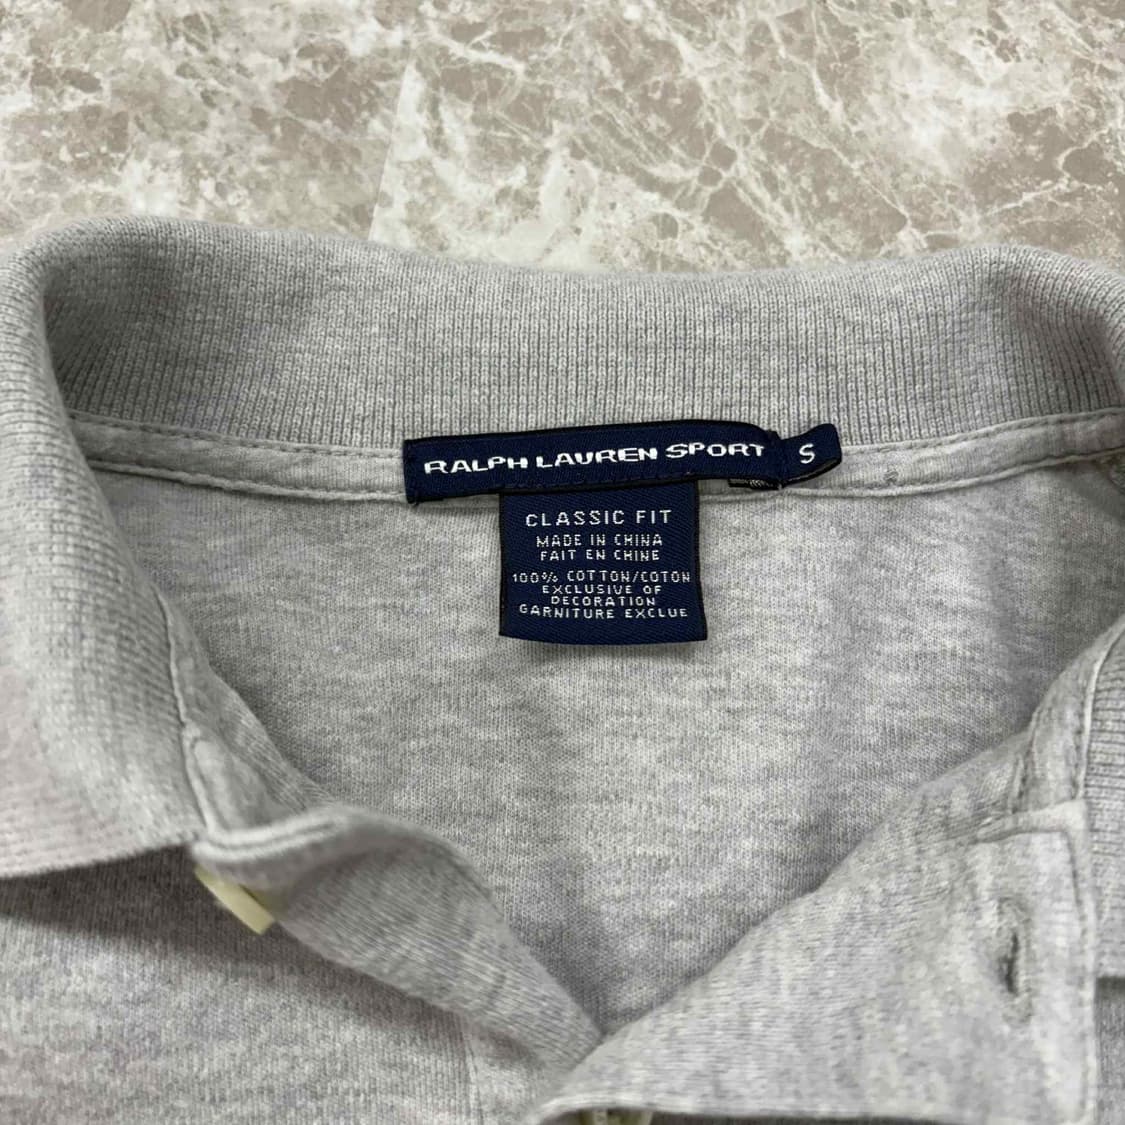 RALPH LAUREN SPORT
S
CLASSIC FIT
MADE IN CHINA
FAIT EN CHINE
100% COTTON/COTON
EXCLUSIVE OF
DECORATION
GARNITURE EXCLUE